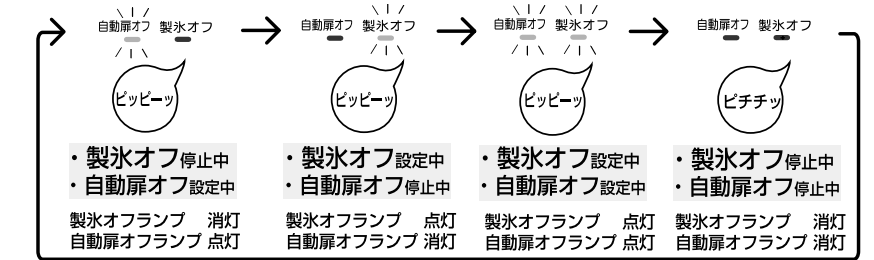 自動扉オフ 製氷オフ
ピッピーッ
・製氷オフ停止中
・自動扉オフ設定中
製氷オフランプ 消灯
自動扉オフランプ 点灯
自動扉オフ 製氷オフ
ピッピーッ
・製氷オフ設定中
・自動扉オフ停止中
製氷オフランプ 点灯
自動扉オフランプ 消灯
自動扉オフ 製氷オフ
ピッピーッ
・製氷オフ設定中
・自動扉オフ設定中
製氷オフランプ 点灯
自動扉オフランプ 点灯
自動扉オフ 製氷オフ
ピチチッ
・製氷オフ停止中
・自動扉オフ停止中
製氷オフランプ 消灯
自動扉オフランプ 消灯